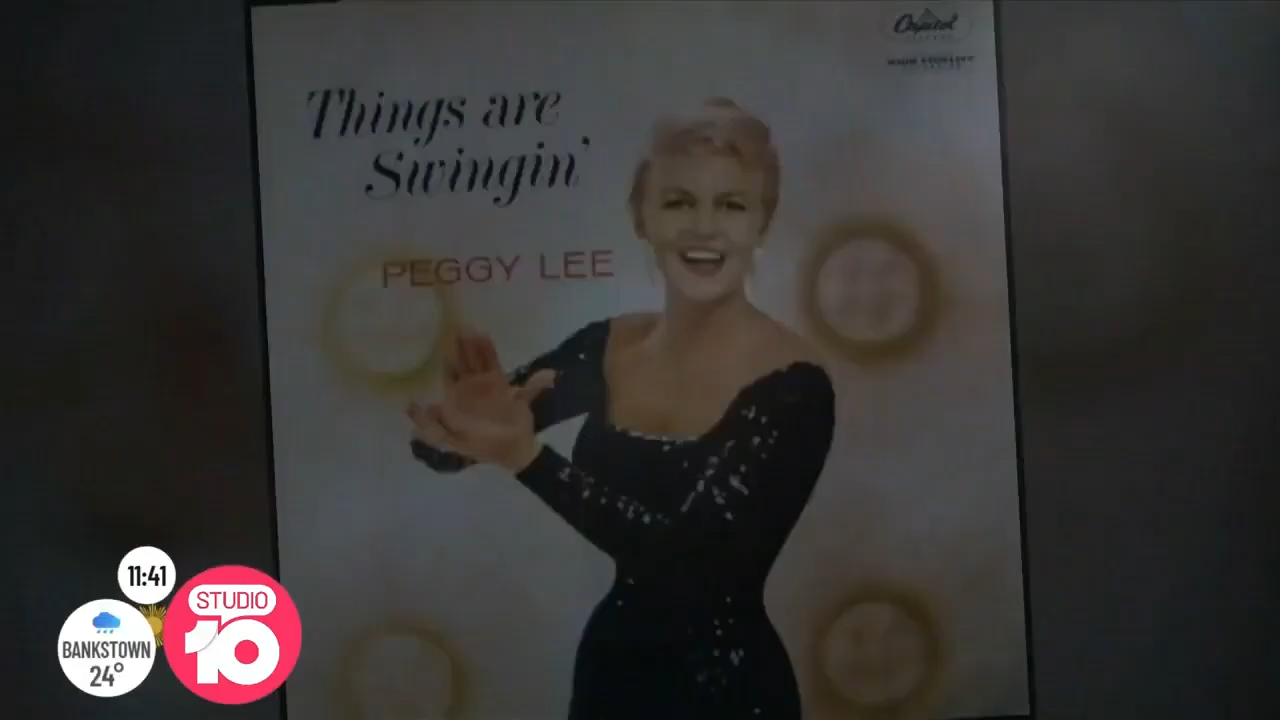 Capitol
Things are
Swingin'
PEGGY LEE
11:41
STUDIO
10
BANKSTOWN
24°